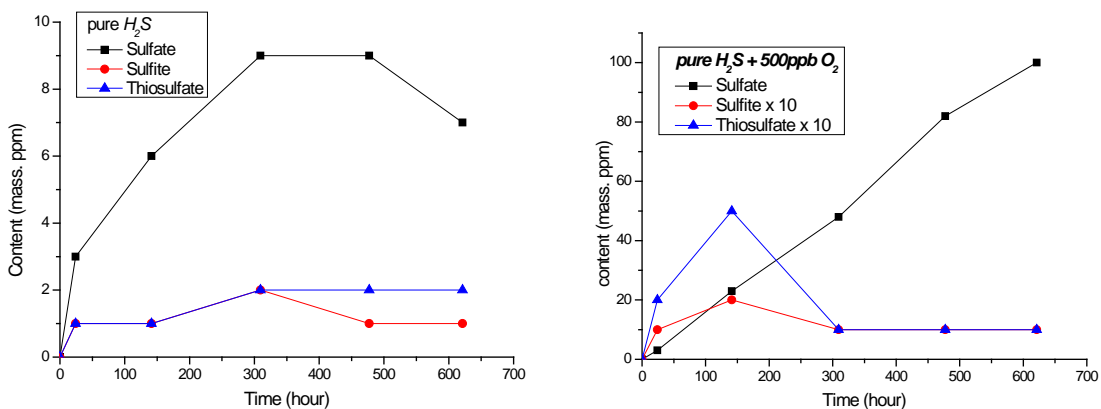 pure H₂S
Sulfate
Sulfite
Thiosulfate
Content (mass. ppm)
10
8
6
4
2
0
0 100 200 300 400 500 600 700
Time (hour)
pure H₂S + 500ppb O₂
Sulfate
Sulfite x 10
Thiosulfate x 10
content (mass. ppm)
100
80
60
40
20
0
0 100 200 300 400 500 600 700
Time (hour)